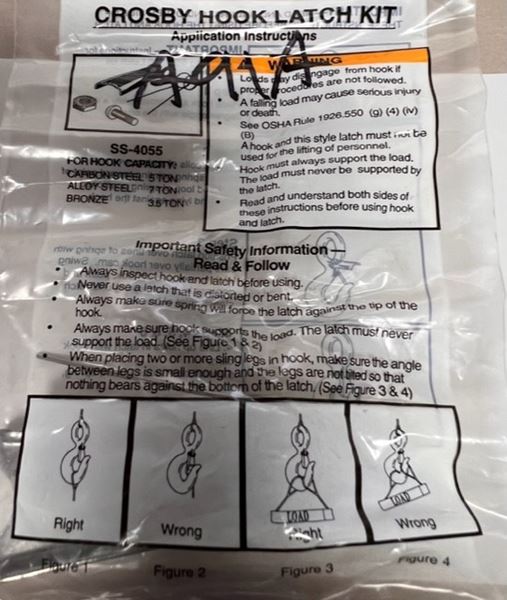 CROSBY HOOK LATCH KIT
Application Instructions
WARNING
Loads may disengage from hook if
proper procedures are not followed.
• A falling load may cause serious injury
or death.
• See OSHA Rule 1926.550 (g) (4) (iv)
(B)
• A hook and this style latch must not be
used for the lifting of personnel.
• Hook must always support the load.
The load must never be supported by
the latch.
• Read and understand both sides of
these instructions before using hook
and latch.
SS-4055
FOR HOOK CAPACITY:
CARBON STEEL 5 TON
ALLOY STEEL 7 TON
BRONZE 3.5 TON
Important Safety Information —
Read & Follow
• Always inspect hook and latch before using.
• Never use a latch that is distorted or bent.
• Always make sure spring will force the latch against the tip of the
hook.
• Always make sure hook supports the load. The latch must never
support the load. (See Figure 1 & 2)
• When placing two or more sling legs in hook, make sure the angle
between legs is small enough and the legs are not tilted so that
nothing bears against the bottom of the latch. (See Figure 3 & 4)
Right
Wrong
LOAD
Right
LOAD
Wrong
Figure 1
Figure 2
Figure 3
Figure 4